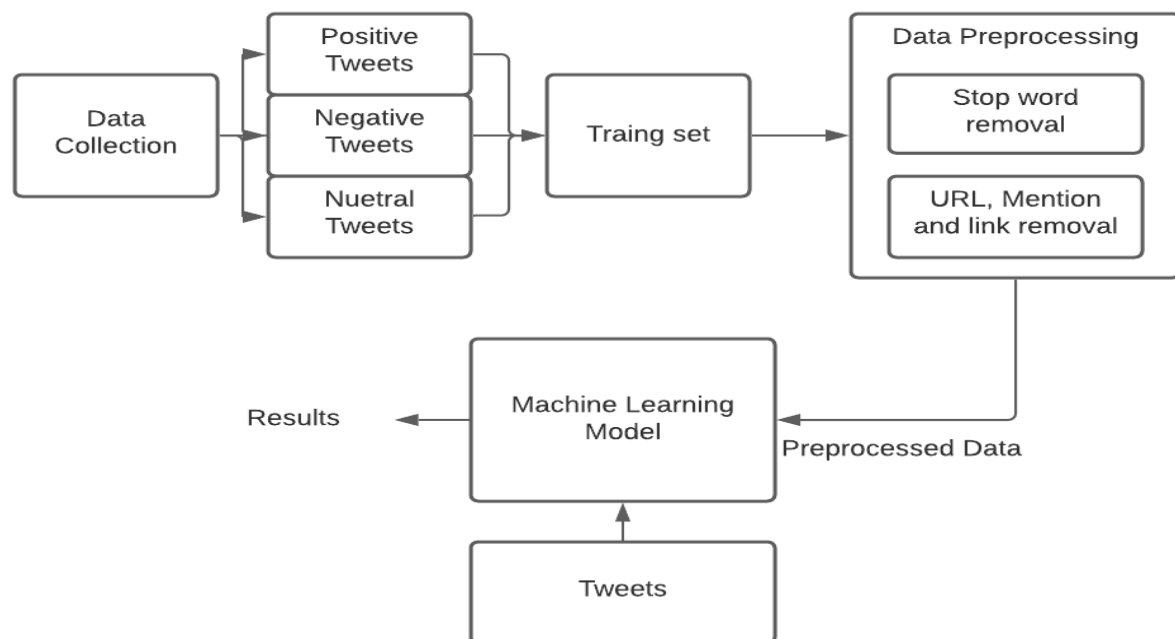 Data
Collection
Positive
Tweets
Negative
Tweets
Nuetral
Tweets
Traing set
Data Preprocessing
Stop word
removal
URL, Mention
and link removal
Preprocessed Data
Machine Learning
Model
Results
Tweets